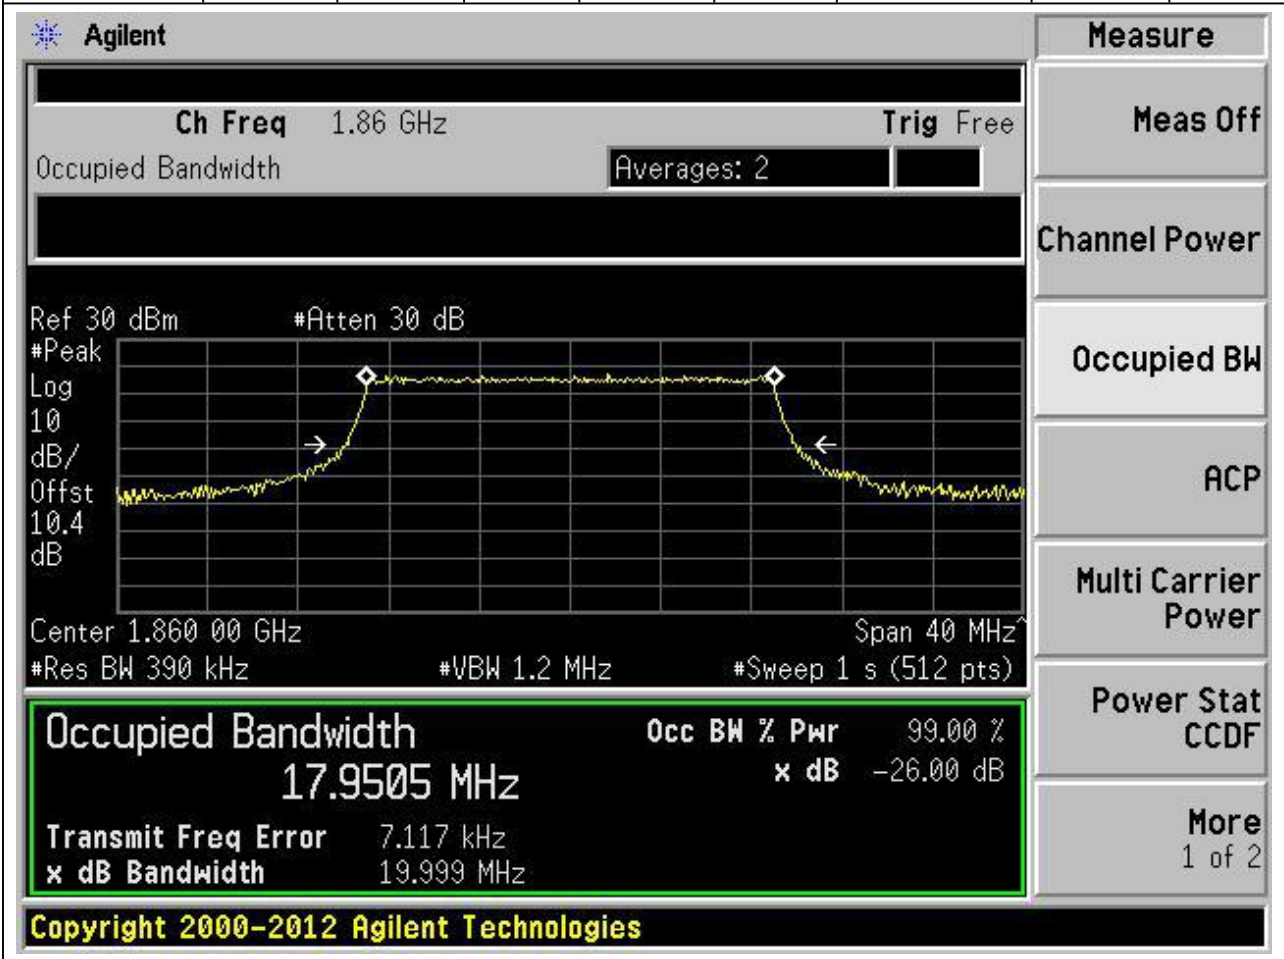 Agilent
Measure
Ch Freq 1.86 GHz Trig Free
Meas Off
Occupied Bandwidth Averages: 2
Channel Power
Ref 30 dBm #Atten 30 dB
#Peak
Log
10
dB/
Offst
10.4
dB
Occupied BW
ACP
Center 1.860 00 GHz Span 40 MHz^
#Res BW 390 kHz #VBW 1.2 MHz #Sweep 1 s (512 pts)
Multi Carrier
Power
Occupied Bandwidth Occ BW % Pwr 99.00 %
17.9505 MHz x dB -26.00 dB
Transmit Freq Error 7.117 kHz
x dB Bandwidth 19.999 MHz
Power Stat
CCDF
More
1 of 2
Copyright 2000-2012 Agilent Technologies